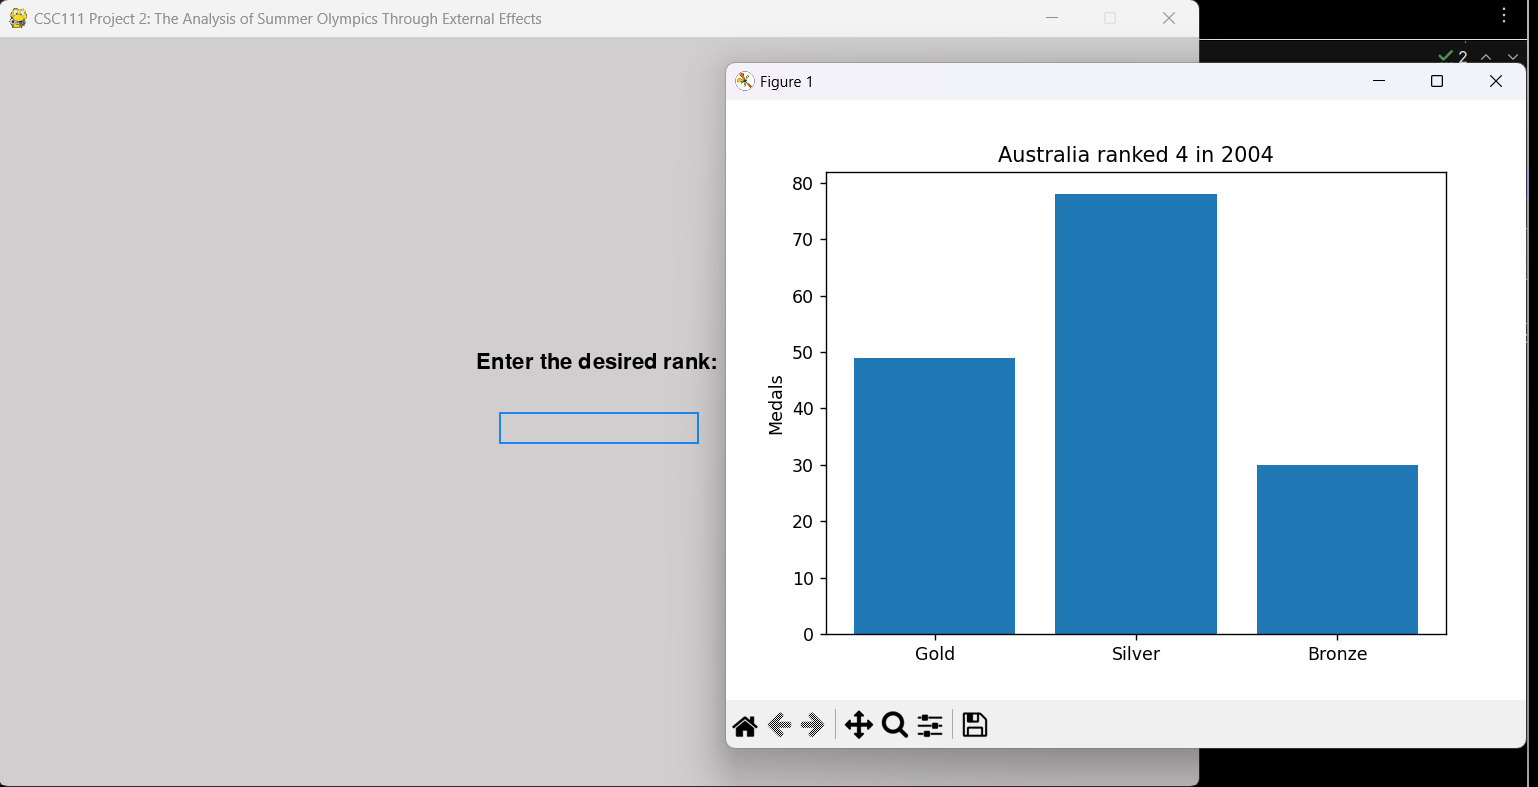 CSC111 Project 2: The Analysis of Summer Olympics Through External Effects
2
Figure 1
Australia ranked 4 in 2004
80
70
60
50
40
30
20
10
0
Medals
Gold Silver Bronze
Enter the desired rank: